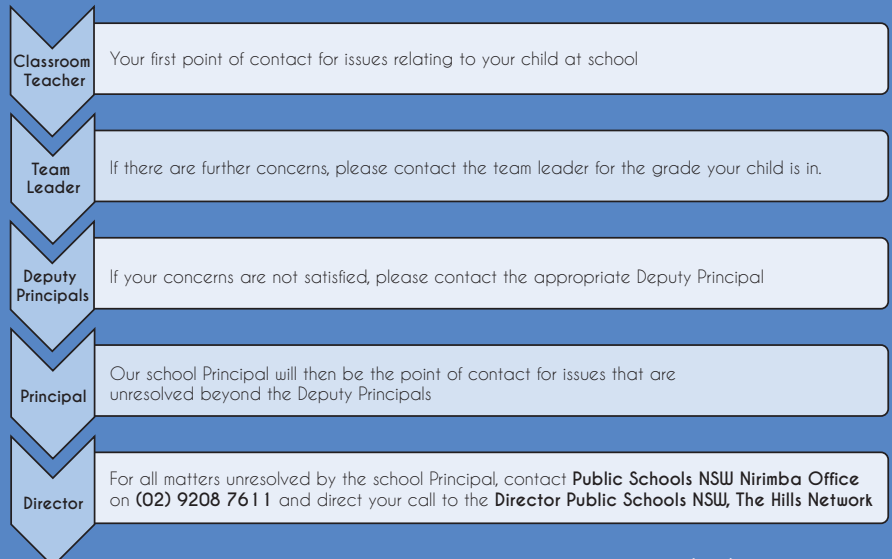 Classroom
Teacher
Your first point of contact for issues relating to your child at school
Team
Leader
If there are further concerns, please contact the team leader for the grade your child is in.
Deputy
Principals
If your concerns are not satisfied, please contact the appropriate Deputy Principal
Principal
Our school Principal will then be the point of contact for issues that are
unresolved beyond the Deputy Principals
Director
For all matters unresolved by the school Principal, contact Public Schools NSW Nirimba Office
on (02) 9208 7611 and direct your call to the Director Public Schools NSW, The Hills Network